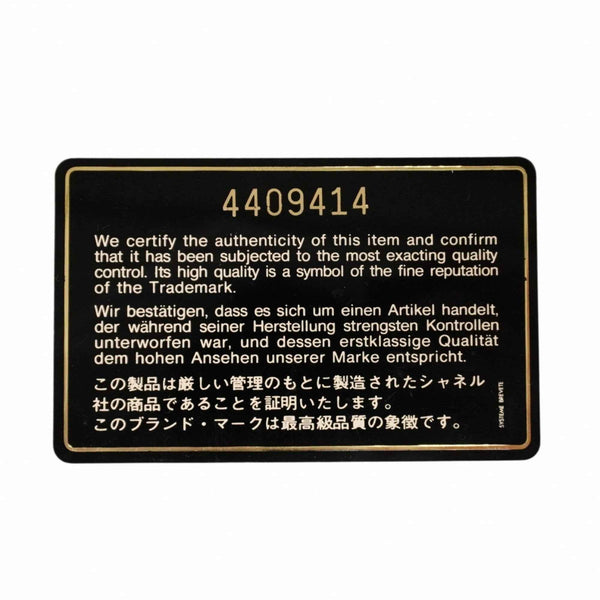 4409414
We certify the authenticity of this item and confirm
that it has been subjected to the most exacting quality
control. Its high quality is a symbol of the fine reputation
of the Trademark.
Wir bestätigen, dass es sich um einen Artikel handelt,
der während seiner Herstellung strengsten Kontrollen
unterworfen war, und dessen erstklassige Qualität
dem hohen Ansehen unserer Marke entspricht.
この製品は厳しい管理のもとに製造されたシャネル
社の商品であることを証明いたします。
このブランド・マークは最高級品質の象徴です。
SYSTEME BREVETE